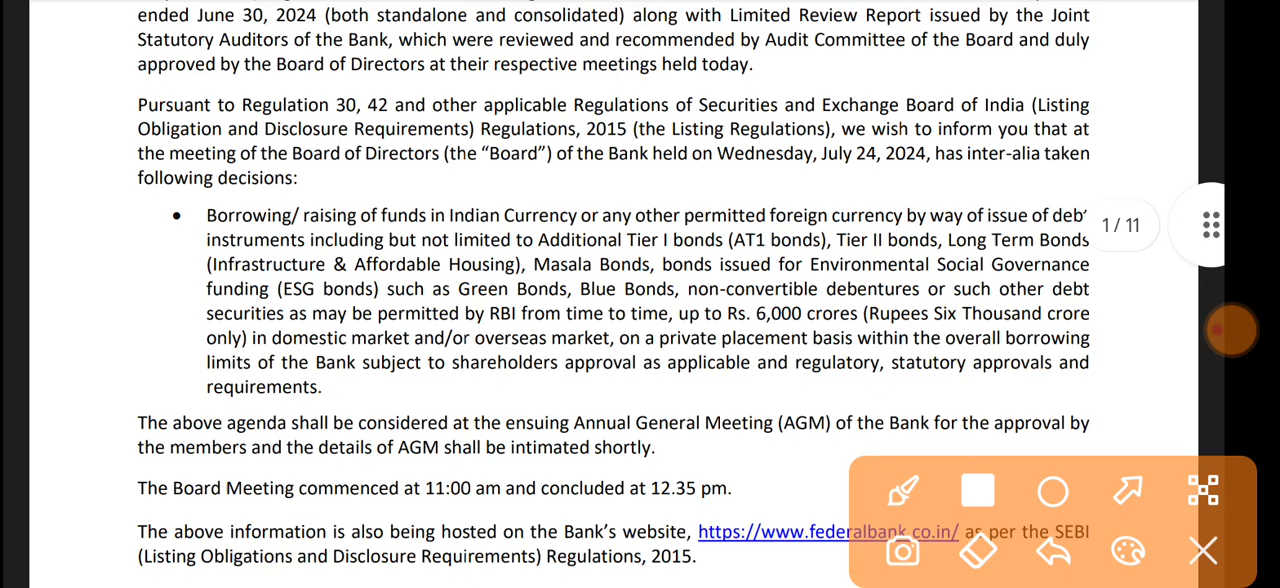 ended June 30, 2024 (both standalone and consolidated) along with Limited Review Report issued by the Joint
Statutory Auditors of the Bank, which were reviewed and recommended by Audit Committee of the Board and duly
approved by the Board of Directors at their respective meetings held today.
Pursuant to Regulation 30, 42 and other applicable Regulations of Securities and Exchange Board of India (Listing
Obligation and Disclosure Requirements) Regulations, 2015 (the Listing Regulations), we wish to inform you that at
the meeting of the Board of Directors (the “Board”) of the Bank held on Wednesday, July 24, 2024, has inter-alia taken
following decisions:
• Borrowing/ raising of funds in Indian Currency or any other permitted foreign currency by way of issue of deb
instruments including but not limited to Additional Tier I bonds (AT1 bonds), Tier II bonds, Long Term Bonds
(Infrastructure & Affordable Housing), Masala Bonds, bonds issued for Environmental Social Governance
funding (ESG bonds) such as Green Bonds, Blue Bonds, non-convertible debentures or such other debt
securities as may be permitted by RBI from time to time, up to Rs. 6,000 crores (Rupees Six Thousand crore
only) in domestic market and/or overseas market, on a private placement basis within the overall borrowing
limits of the Bank subject to shareholders approval as applicable and regulatory, statutory approvals and
requirements.
1 / 11
The above agenda shall be considered at the ensuing Annual General Meeting (AGM) of the Bank for the approval by
the members and the details of AGM shall be intimated shortly.
The Board Meeting commenced at 11:00 am and concluded at 12.35 pm.
The above information is also being hosted on the Bank’s website, https://www.federalbank.co.in/ as per the SEBI
(Listing Obligations and Disclosure Requirements) Regulations, 2015.